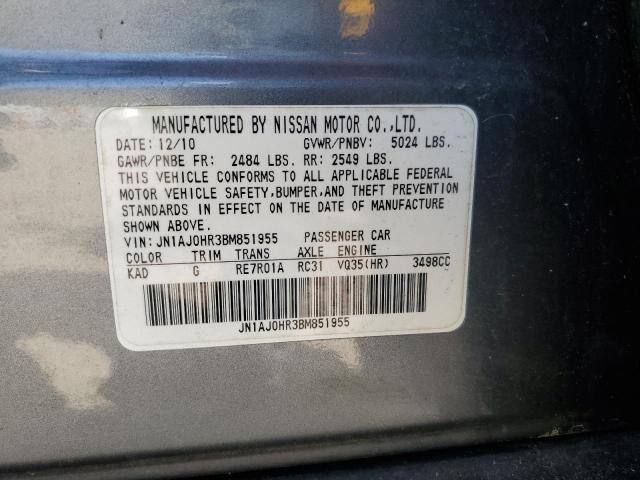 MANUFACTURED BY NISSAN MOTOR CO.,LTD.
DATE: 12/10 GVWR/PNBV: 5024 LBS.
GAWR/PNBE FR: 2484 LBS. RR: 2549 LBS.
THIS VEHICLE CONFORMS TO ALL APPLICABLE FEDERAL
MOTOR VEHICLE SAFETY,BUMPER,AND THEFT PREVENTION
STANDARDS IN EFFECT ON THE DATE OF MANUFACTURE
SHOWN ABOVE.
VIN: JN1AJ0HR3BM851955 PASSENGER CAR
COLOR TRIM TRANS AXLE ENGINE
KAD G RE7R01A RC31 VQ35(HR) 3498CC
JN1AJ0HR3BM851955